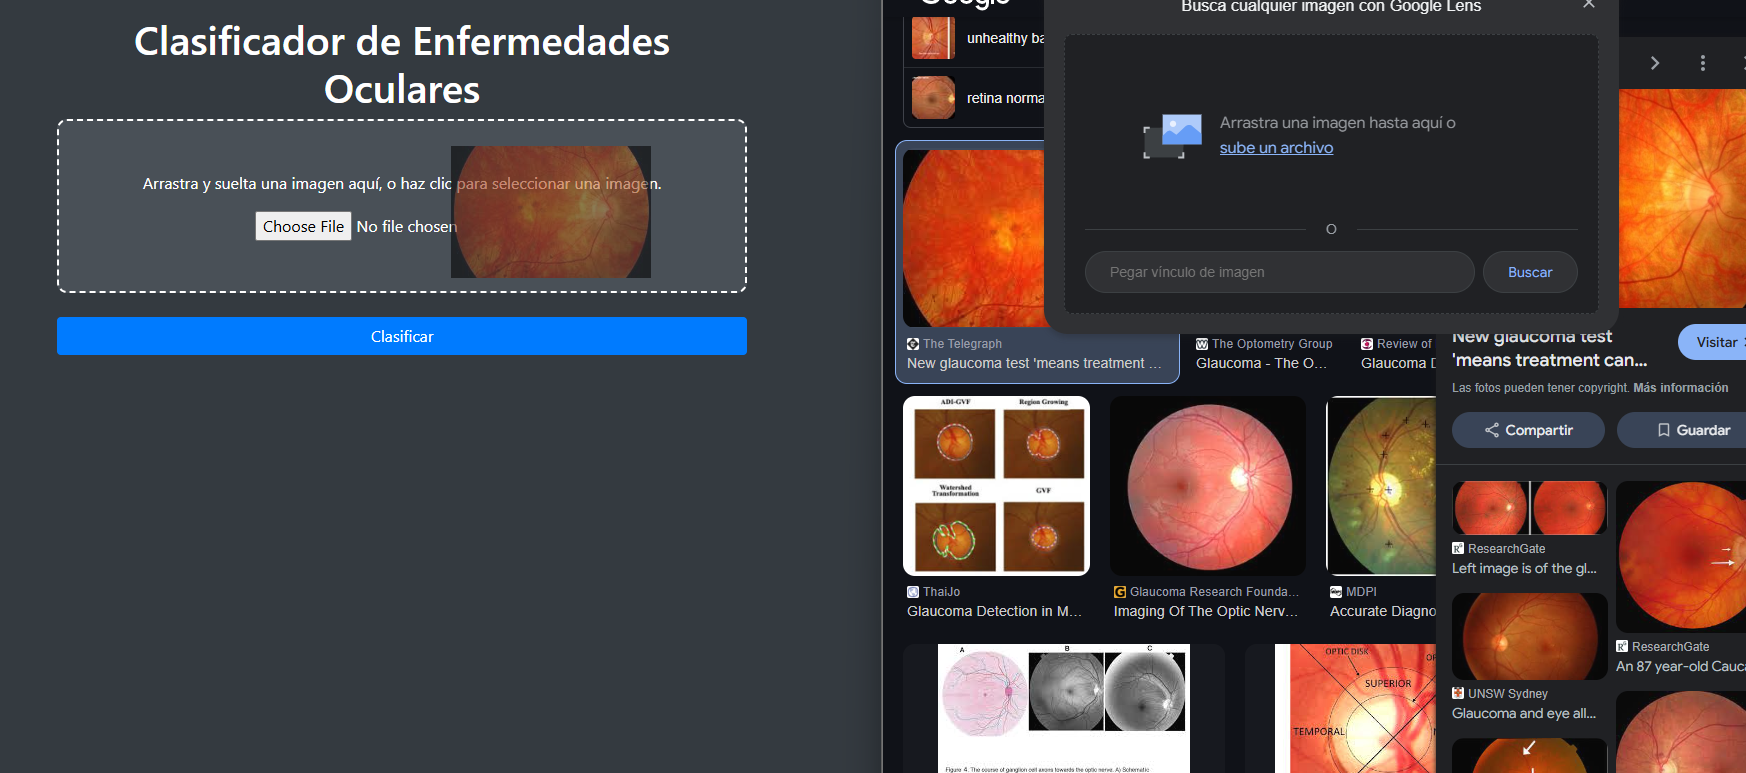 Clasificador de Enfermedades
Oculares
Arrastra y suelta una imagen aquí, o haz clic para seleccionar una imagen.
Choose File No file chosen
Clasificar
Google
unhealthy ba
retina norma
Busca cualquier imagen con Google Lens
Arrastra una imagen hasta aquí o
sube un archivo
O
Pegar vínculo de imagen
Buscar
The Telegraph
New glaucoma test 'means treatment ...
The Optometry Group
Glaucoma - The O...
Review of
Glaucoma D
New glaucoma test
'means treatment can...
Visitar
Las fotos pueden tener copyright. Más información
Compartir
Guardar
ADI-GVF
Region Growing
Watershed
Transformation
GVF
ThaiJo
Glaucoma Detection in M...
Glaucoma Research Founda...
Imaging Of The Optic Nerv...
MDPI
Accurate Diagno
ResearchGate
Left image is of the gl...
ResearchGate
An 87 year-old Cauca
UNSW Sydney
Glaucoma and eye all...
A
B
C
Figure 4. The course of ganglion cell axons towards the optic nerve. A) Schematic
OPTIC DISK
SUPERIOR
TEMPORAL